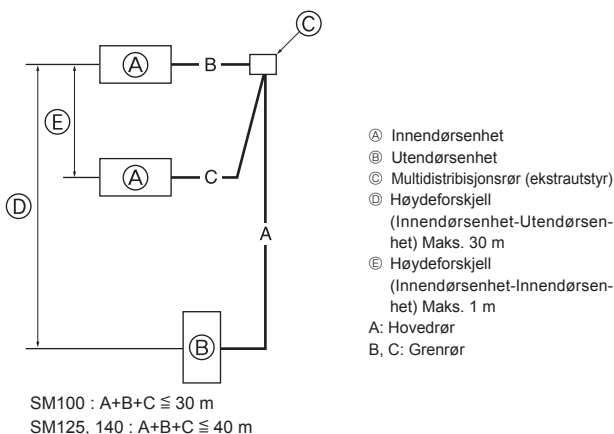 Ⓒ
Ⓐ B
Ⓔ
Ⓐ C
Ⓓ
A
Ⓑ
Ⓐ Innendørsenhet
Ⓑ Utendørsenhet
Ⓒ Multidistribisjonsrør (ekstrautstyr)
Ⓓ Høydeforskjell
(Innendørsenhet-Utendørsen-
het) Maks. 30 m
Ⓔ Høydeforskjell
(Innendørsenhet-Innendørsen-
het) Maks. 1 m
A: Hovedrør
B, C: Grenrør
SM100 : A+B+C ≦ 30 m
SM125, 140 : A+B+C ≦ 40 m